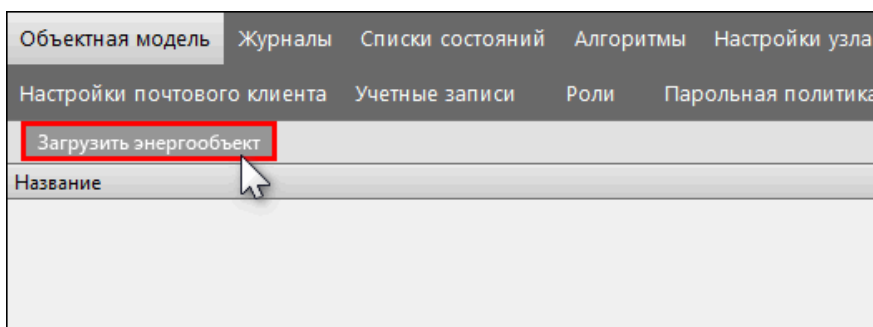 Объектная модель Журналы Списки состояний Алгоритмы Настройки узла
Настройки почтового клиента Учетные записи Роли Парольная политика
Загрузить энергообъект
Название